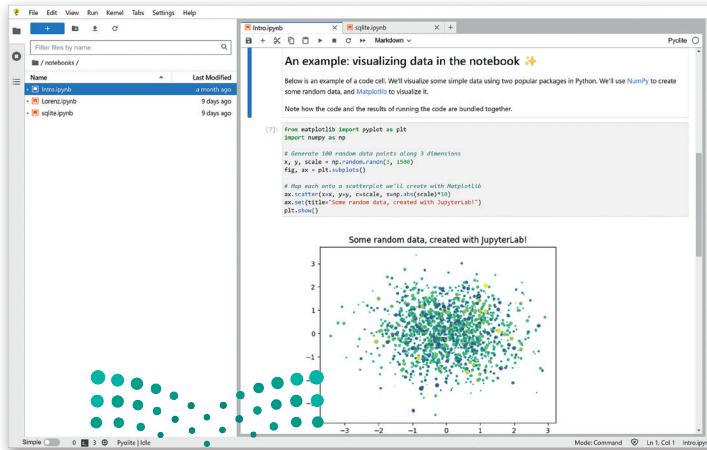 File Edit View Run Kernel Tabs Settings Help
+
Filter files by name
/ notebooks /
Name Last Modified
Intro.ipynb a month ago
Lorenz.ipynb 9 days ago
sqlite.ipynb 9 days ago
Intro.ipynb × sqlite.ipynb × +
Markdown
Pyolite
An example: visualizing data in the notebook ✨
Below is an example of a code cell. We'll visualize some simple data using two popular packages in Python. We'll use NumPy to create
some random data, and Matplotlib to visualize it.
Note how the code and the results of running the code are bundled together.
[7]:
from matplotlib import pyplot as plt
import numpy as np
# Generate 100 random data points along 3 dimensions
x, y, scale = np.random.randn(3, 1500)
fig, ax = plt.subplots()
# Map each onto a scatterplot we'll create with Matplotlib
ax.scatter(x=x, y=y, c=scale, s=np.abs(scale)*10)
ax.set(title="Some random data, created with JupyterLab!")
plt.show()
Some random data, created with JupyterLab!
3
2
1
0
−1
−3 −2 −1 0 1 2 3
Simple 0 3 Pyolite | Idle Mode: Command Ln 1, Col 1